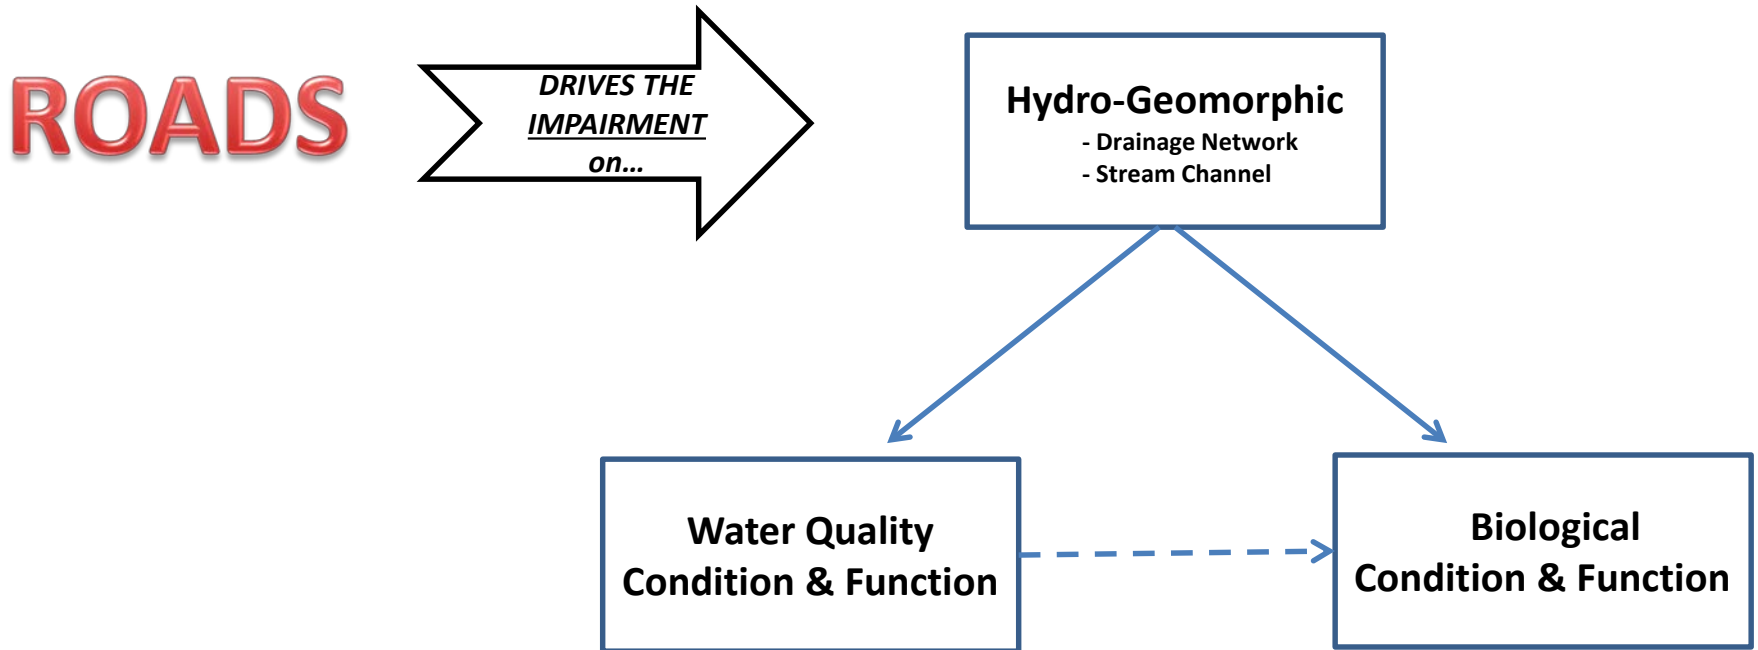 ROADS
DRIVES THE
IMPAIRMENT
on...
Hydro-Geomorphic
- Drainage Network
- Stream Channel
Water Quality
Condition & Function
Biological
Condition & Function